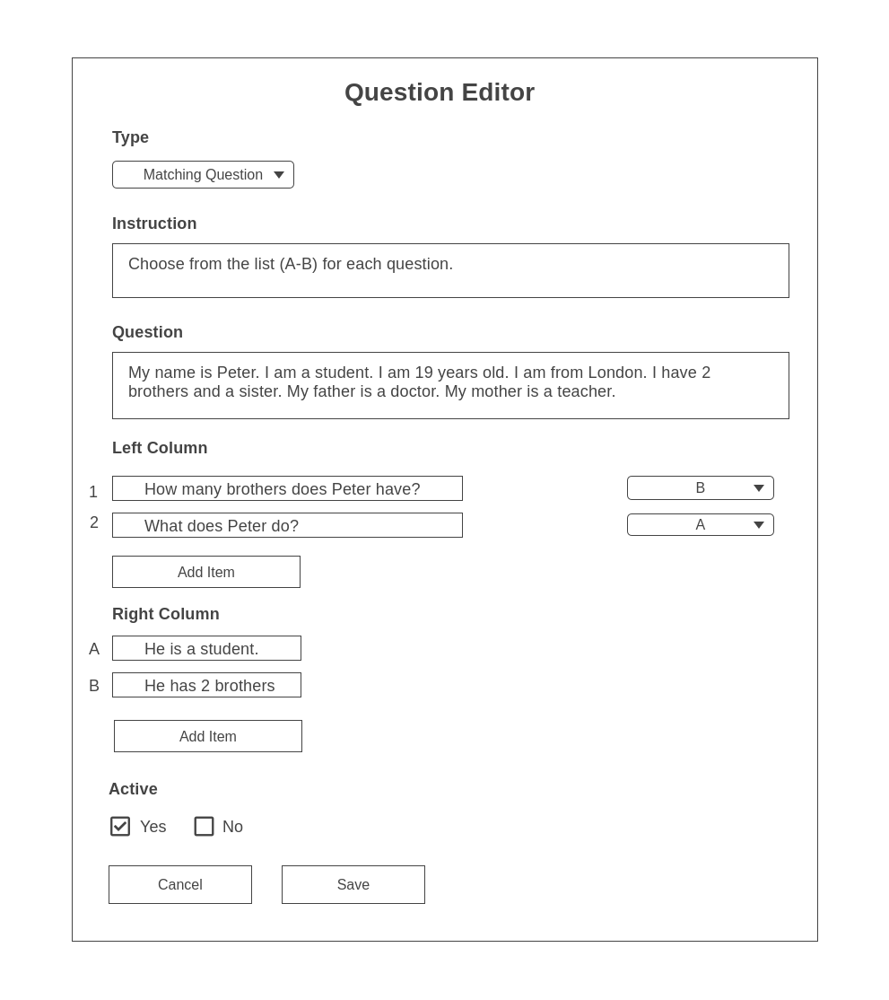 Question Editor
Type
Matching Question
Instruction
Choose from the list (A-B) for each question.
Question
My name is Peter. I am a student. I am 19 years old. I am from London. I have 2
brothers and a sister. My father is a doctor. My mother is a teacher.
Left Column
1 How many brothers does Peter have? B
2 What does Peter do? A
Add Item
Right Column
A He is a student.
B He has 2 brothers
Add Item
Active
Yes No
Cancel Save